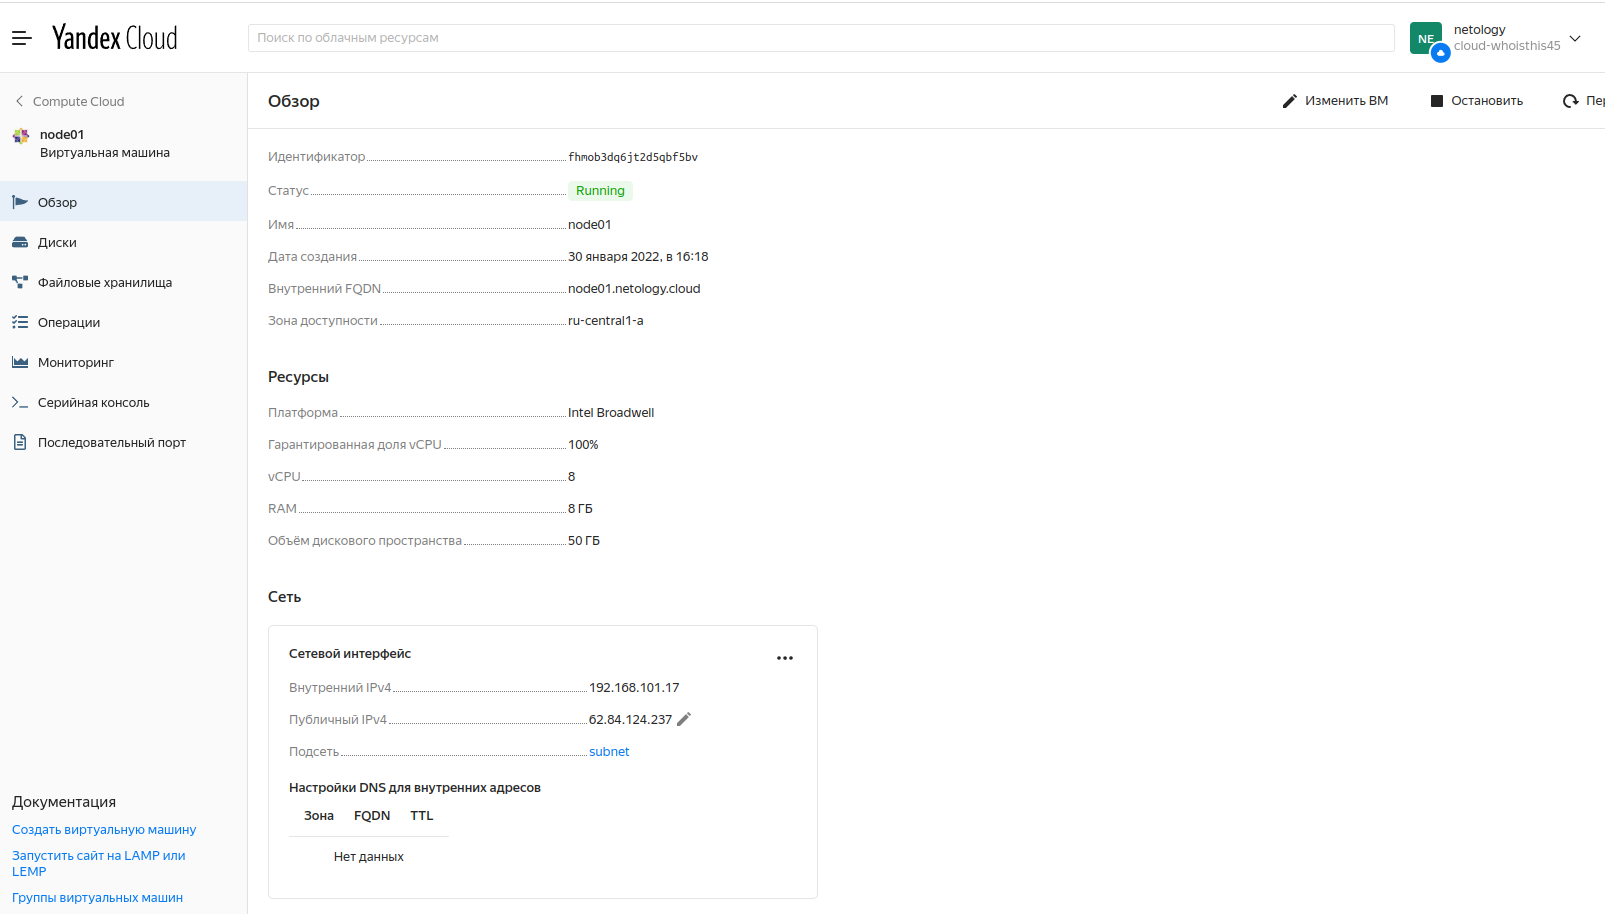 Yandex Cloud
Поиск по облачным ресурсам
NE
netology
cloud-whoisthis45
Compute Cloud
node01
Виртуальная машина
Обзор
Диски
Файловые хранилища
Операции
Мониторинг
Серийная консоль
Последовательный порт
Документация
Создать виртуальную машину
Запустить сайт на LAMP или
LEMP
Группы виртуальных машин
Обзор
Изменить ВМ
Остановить
Пер
Идентификатор fhmob3dq6jt2d5qbf5bv
Статус Running
Имя node01
Дата создания 30 января 2022, в 16:18
Внутренний FQDN node01.netology.cloud
Зона доступности ru-central1-a
Ресурсы
Платформа Intel Broadwell
Гарантированная доля vCPU 100%
vCPU 8
RAM 8 ГБ
Объём дискового пространства 50 ГБ
Сеть
Сетевой интерфейс
Внутренний IPv4 192.168.101.17
Публичный IPv4 62.84.124.237
Подсеть subnet
Настройки DNS для внутренних адресов
Зона FQDN TTL
Нет данных